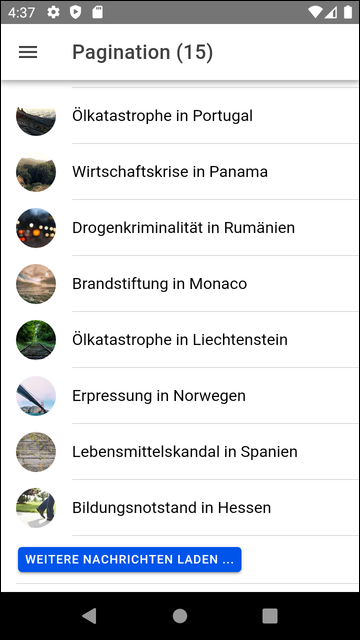 4:37
Pagination (15)
Ölkatastrophe in Portugal
Wirtschaftskrise in Panama
Drogenkriminalität in Rumänien
Brandstiftung in Monaco
Ölkatastrophe in Liechtenstein
Erpressung in Norwegen
Lebensmittelskandal in Spanien
Bildungsnotstand in Hessen
WEITERE NACHRICHTEN LADEN ...